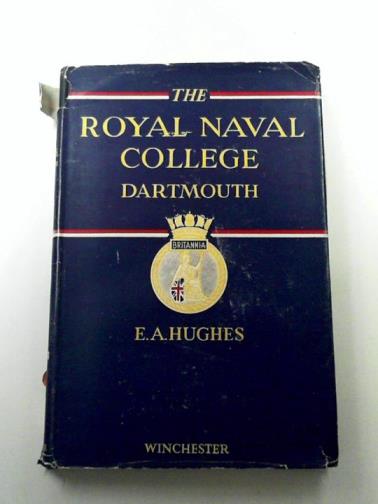 THE
ROYAL NAVAL
COLLEGE
DARTMOUTH
BRITANNIA
E.A.HUGHES
WINCHESTER